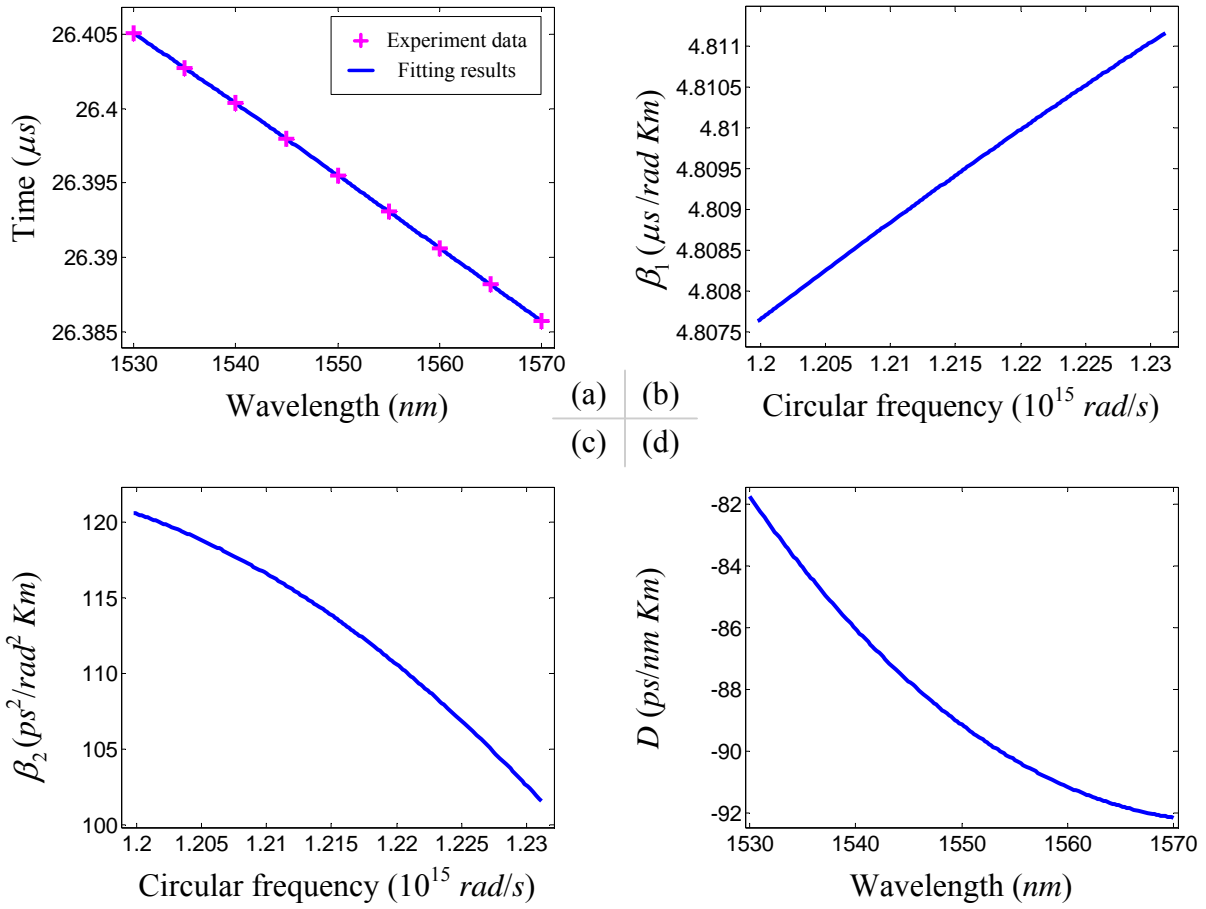 26.405
26.4
26.395
26.39
26.385
Time (μs)
Experiment data
Fitting results
1530 1540 1550 1560 1570
Wavelength (nm)
4.811
4.8105
4.81
4.8095
4.809
4.8085
4.808
4.8075
β₁ (μs /rad Km)
1.2 1.205 1.21 1.215 1.22 1.225 1.23
Circular frequency (10¹⁵ rad/s)
(a) (b)
(c) (d)
120
115
110
105
100
β₂ (ps²/rad² Km)
1.2 1.205 1.21 1.215 1.22 1.225 1.23
Circular frequency (10¹⁵ rad/s)
-82
-84
-86
-88
-90
-92
D (ps/nm Km)
1530 1540 1550 1560 1570
Wavelength (nm)